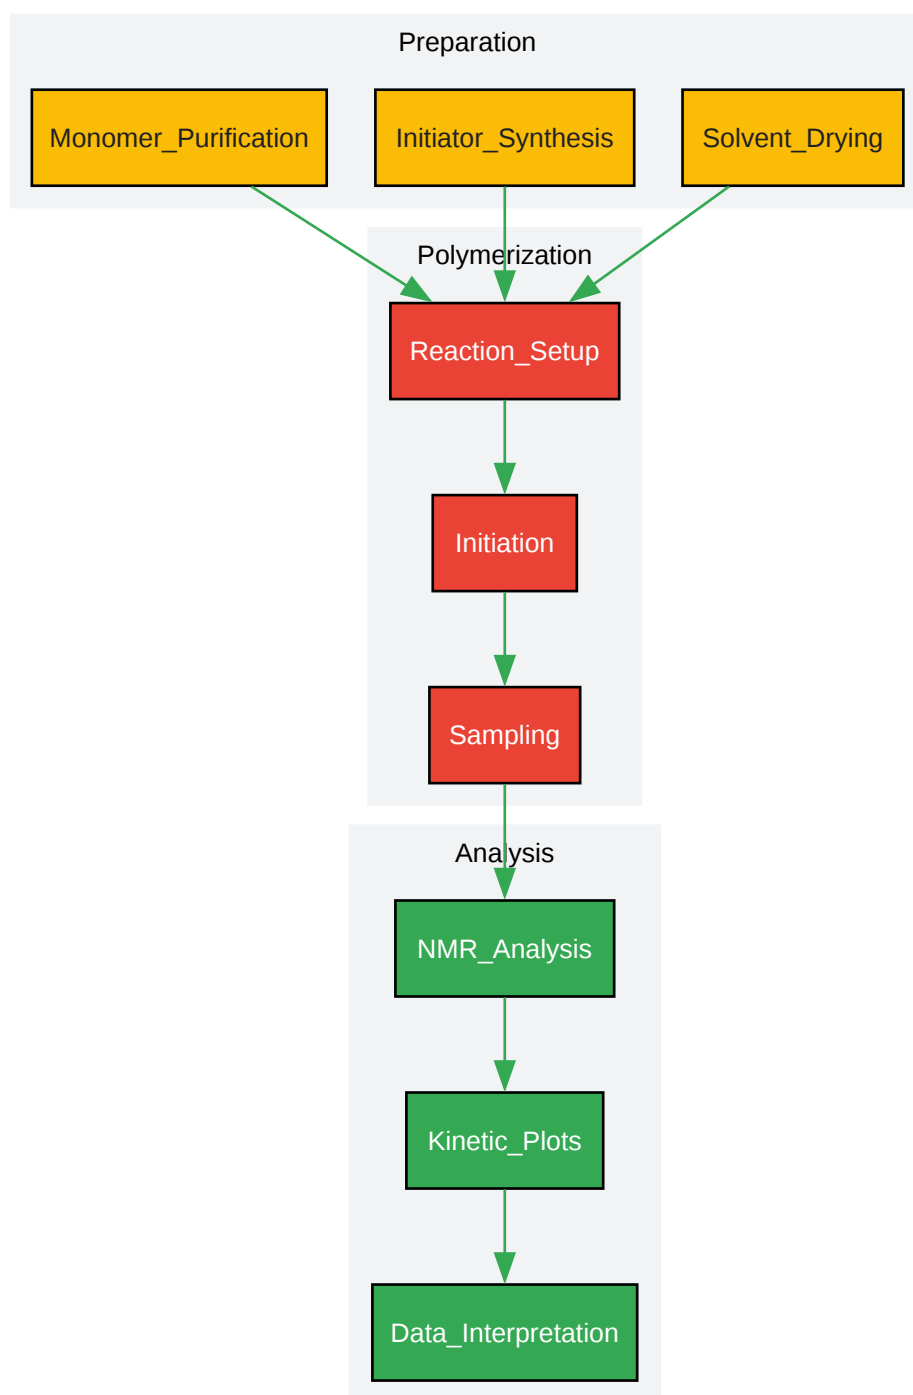 Preparation
Monomer_Purification
Initiator_Synthesis
Solvent_Drying
Polymerization
Reaction_Setup
Initiation
Sampling
Analysis
NMR_Analysis
Kinetic_Plots
Data_Interpretation